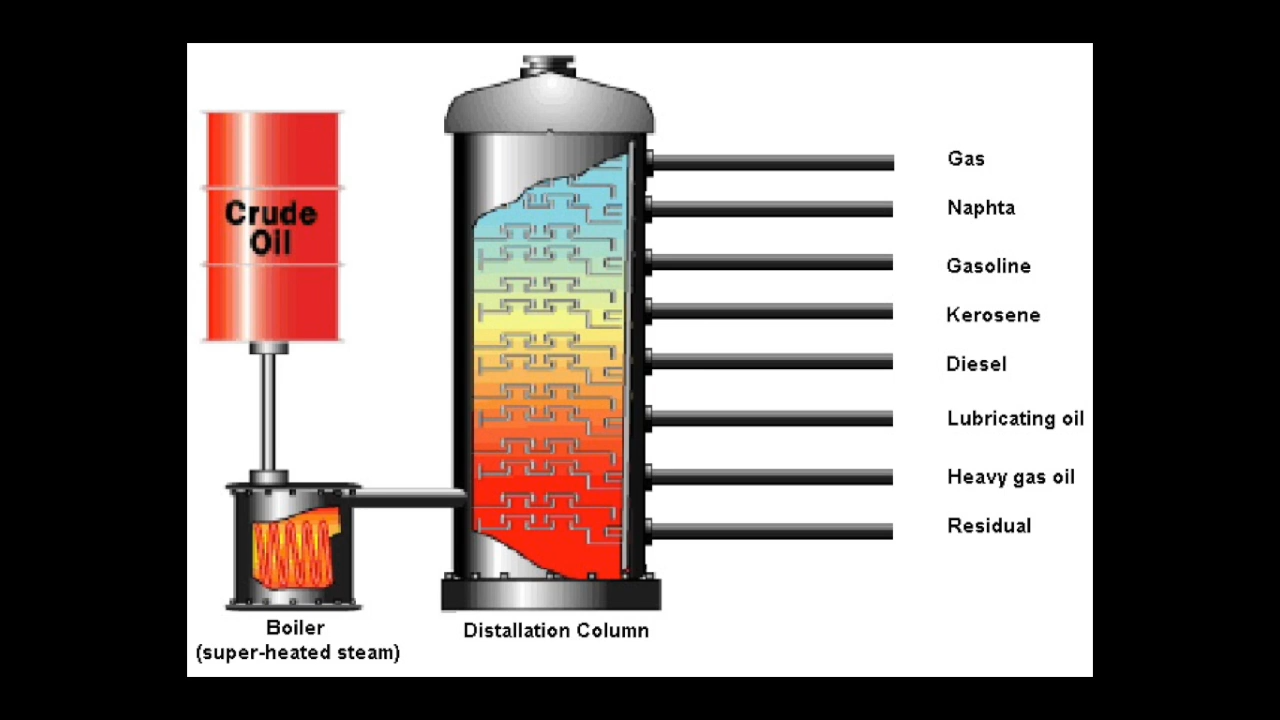 Crude
Oil
Gas
Naphta
Gasoline
Kerosene
Diesel
Lubricating oil
Heavy gas oil
Residual
Boiler
(super-heated steam)
Distallation Column